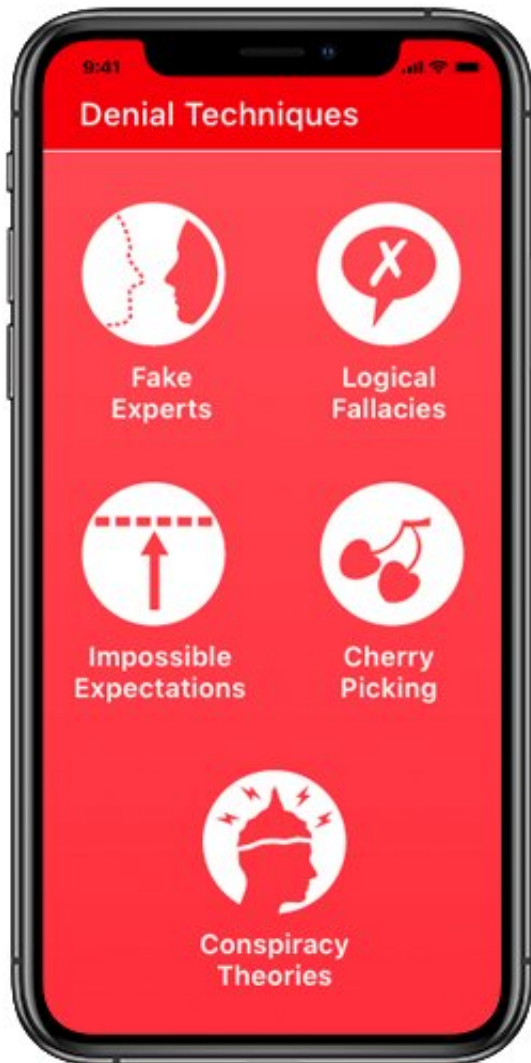 9:41
Denial Techniques
Fake
Experts
Logical
Fallacies
X
Impossible
Expectations
Cherry
Picking
Conspiracy
Theories